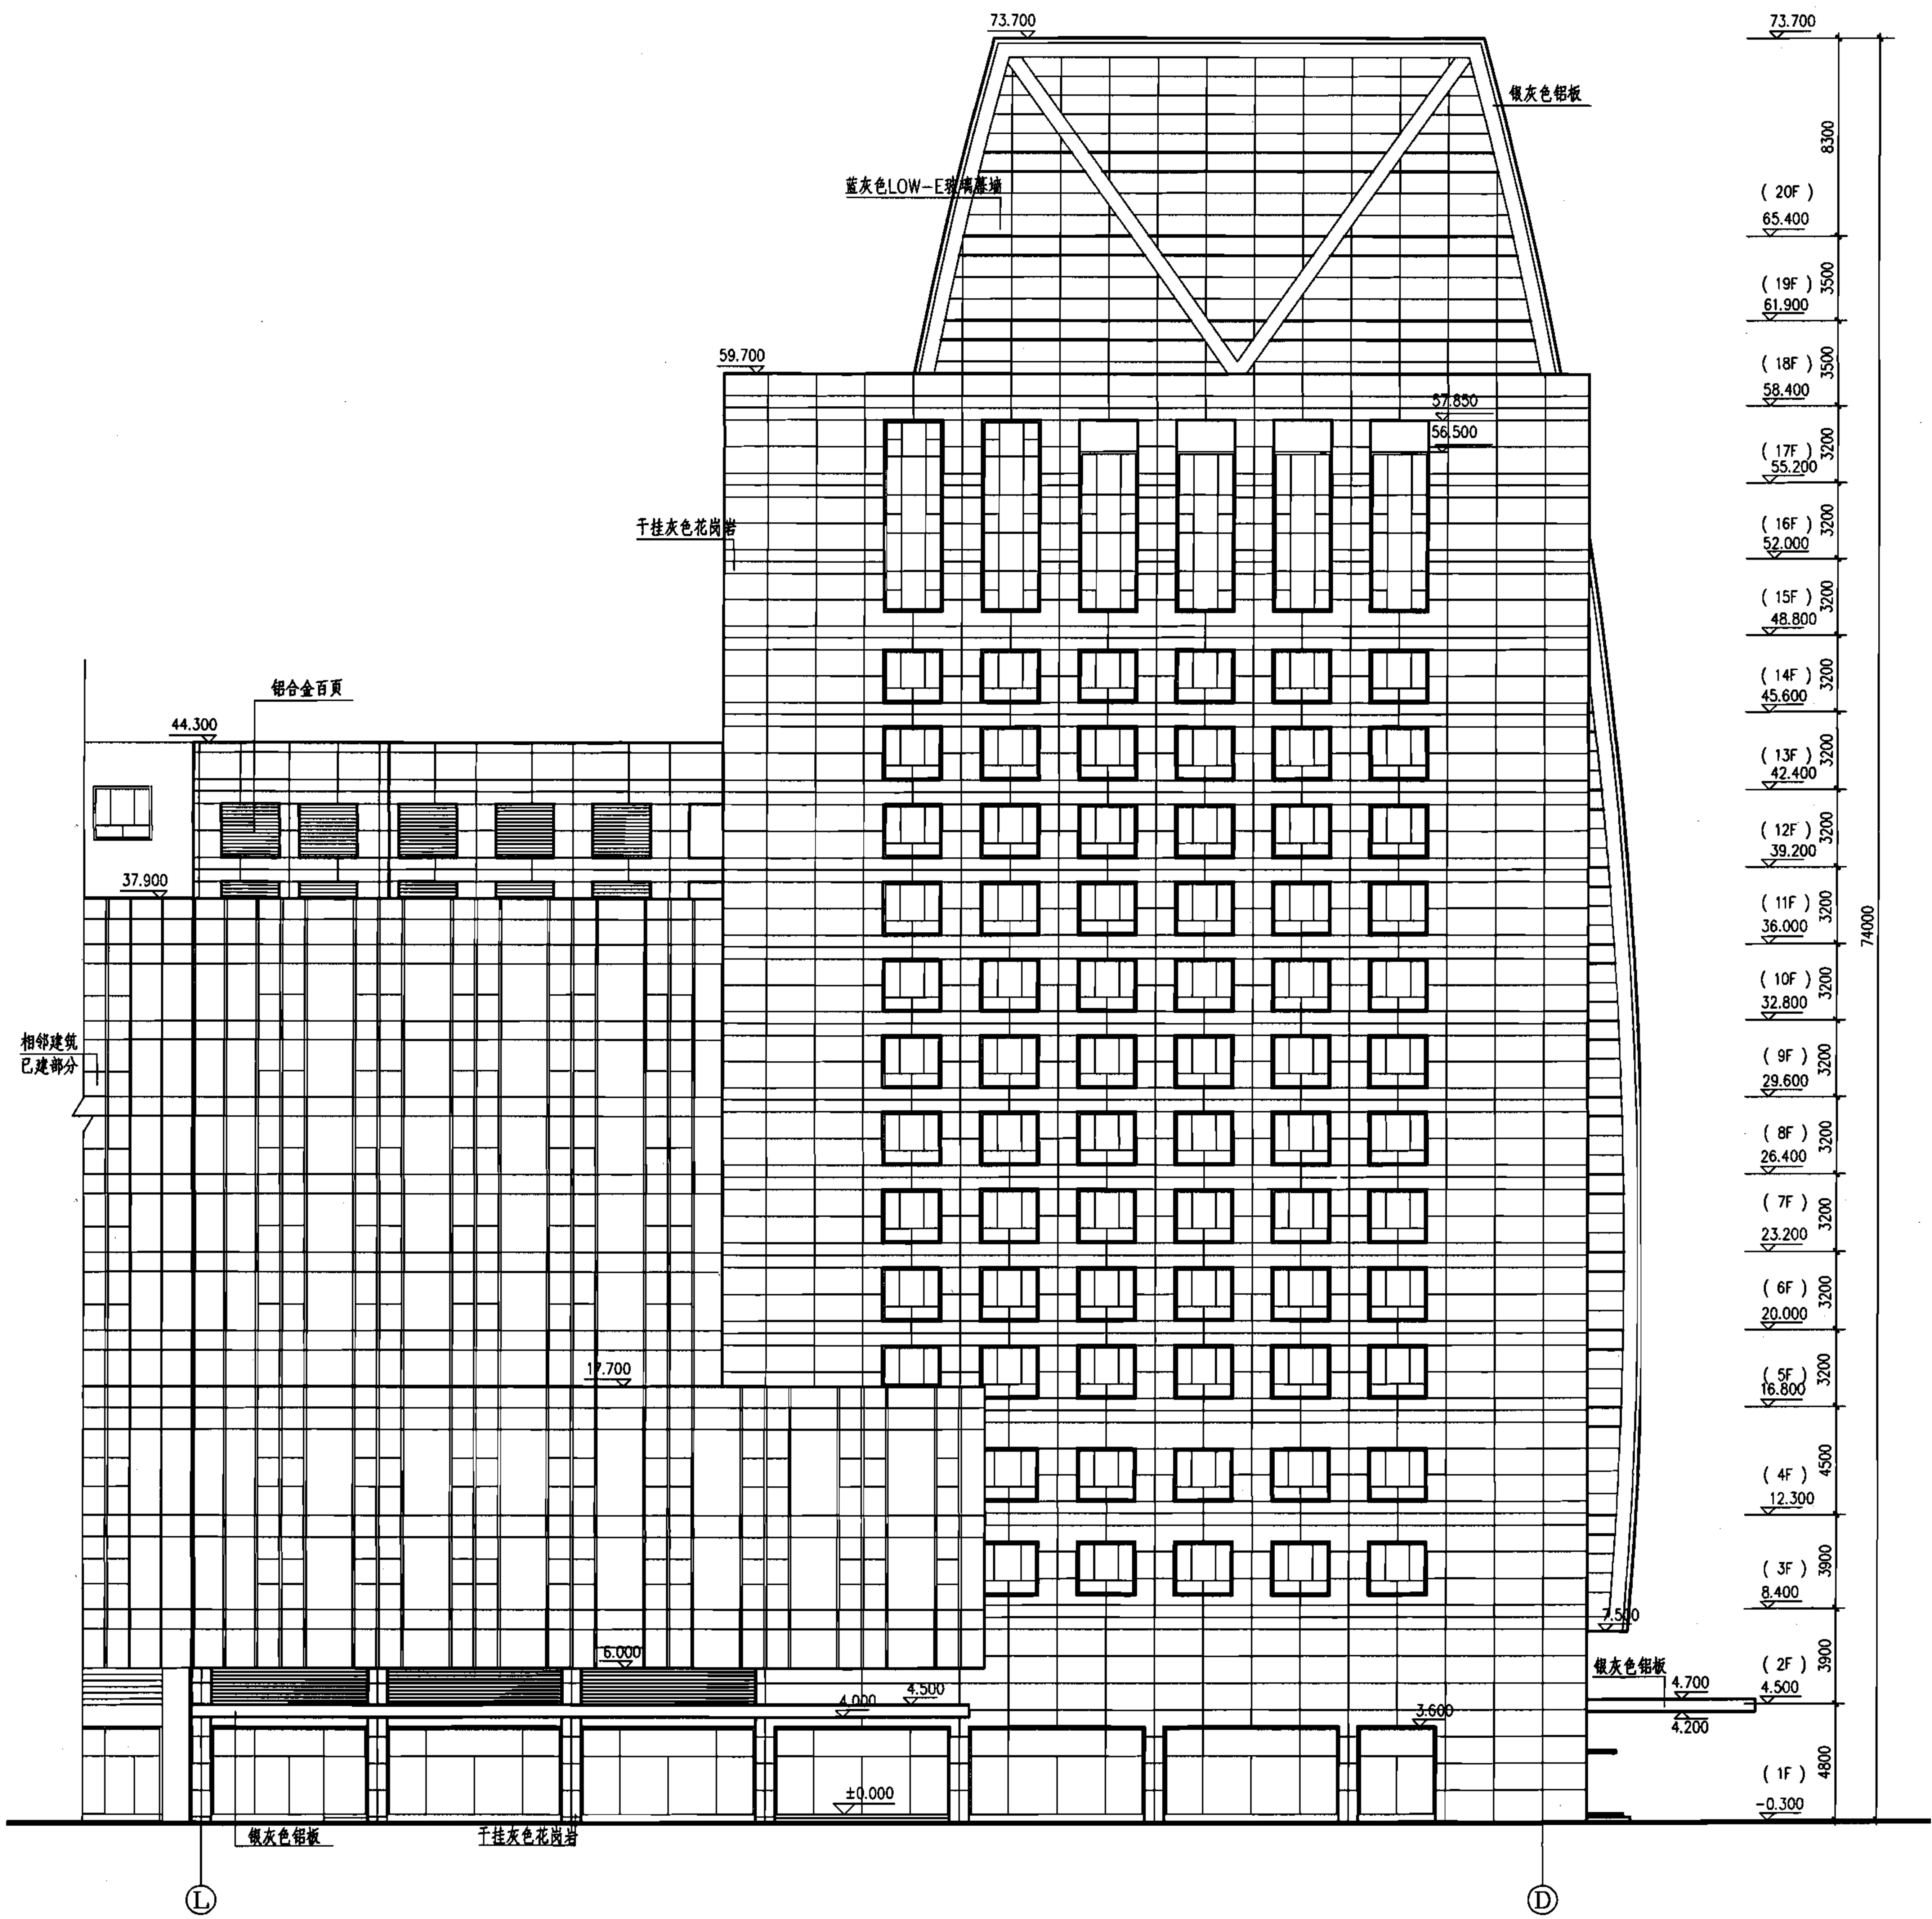 73.700
73.700
银灰色铝板
8300
蓝灰色LOW-E玻璃幕墙
( 20F )
65.400
3500
( 19F )
61.900
59.700
3500
( 18F )
58.400
57.850
56.500
3200
( 17F )
55.200
干挂灰色花岗岩
3200
( 16F )
52.000
3200
( 15F )
48.800
铝合金百页
3200
( 14F )
45.600
44.300
3200
( 13F )
42.400
3200
( 12F )
39.200
37.900
3200
( 11F )
36.000
74000
3200
( 10F )
32.800
相邻建筑
已建部分
3200
( 9F )
29.600
3200
( 8F )
26.400
3200
( 7F )
23.200
3200
( 6F )
20.000
17.700
3200
( 5F )
16.800
4500
( 4F )
12.300
3900
( 3F )
8.400
7.500
6.000
银灰色铝板
3900
( 2F )
4.500
4.700
4.500
4.000
4.200
3.600
4800
( 1F )
±0.000
-0.300
银灰色铝板
干挂灰色花岗岩
L
D